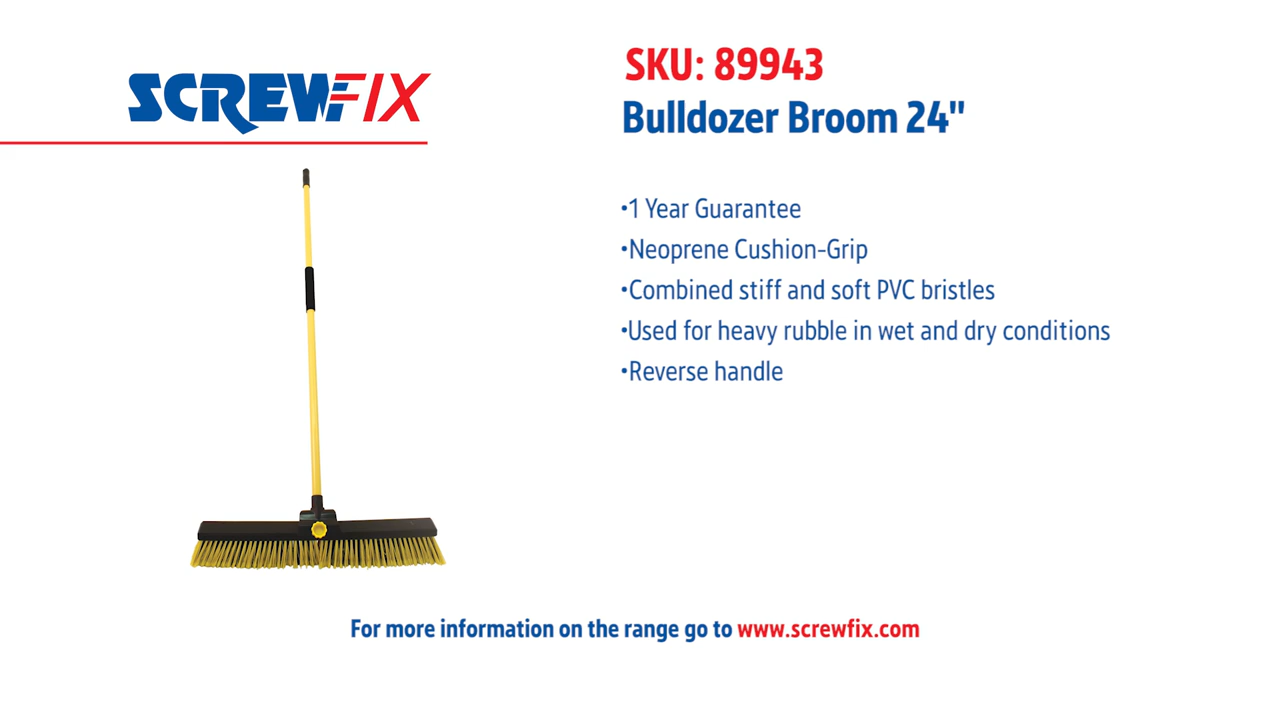 SCREWFIX
SKU: 89943
Bulldozer Broom 24"
•1 Year Guarantee
•Neoprene Cushion-Grip
•Combined stiff and soft PVC bristles
•Used for heavy rubble in wet and dry conditions
•Reverse handle
For more information on the range go to www.screwfix.com